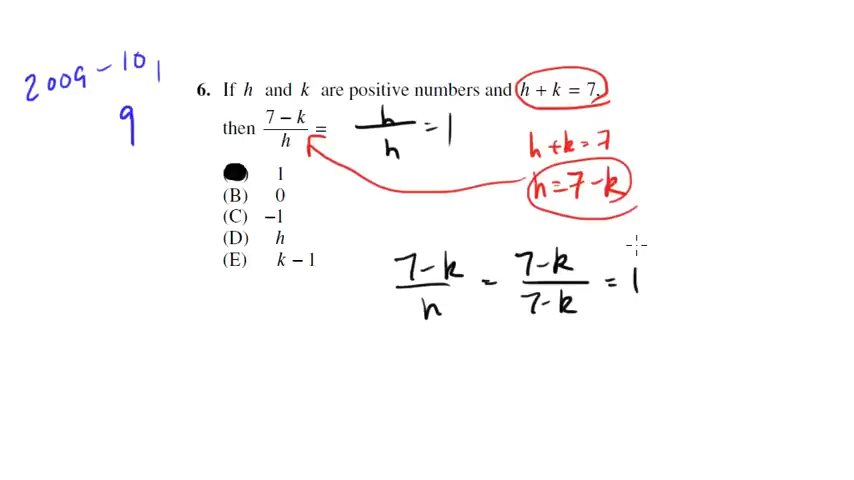 2009 - 10 1
9
6. If h and k are positive numbers and h + k = 7,
then (7 − k)/h =
h/h = 1
h + k = 7
h = 7 - k
1
(B) 0
(C) −1
(D) h
(E) k − 1
(7 - k)/h = (7 - k)/(7 - k) = 1